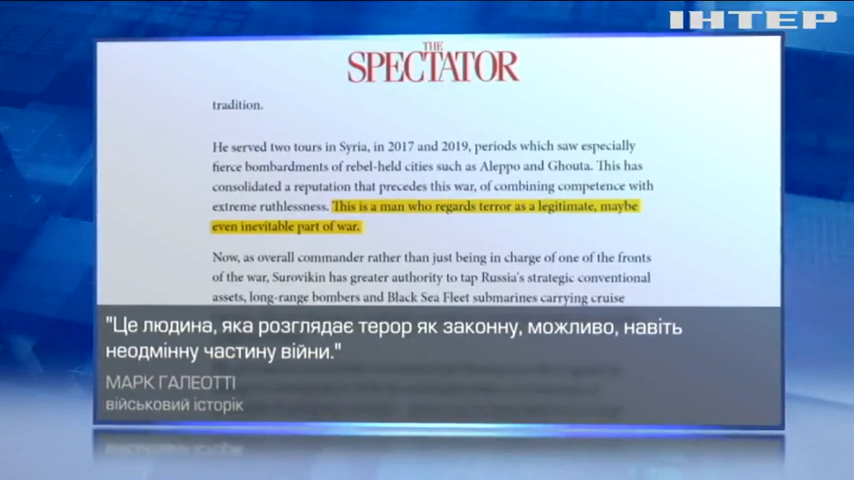 ІНТЕР
THE
SPECTATOR
tradition.
He served two tours in Syria, in 2017 and 2019, periods which saw especially
fierce bombardments of rebel-held cities such as Aleppo and Ghouta. This has
consolidated a reputation that precedes this war, of combining competence with
extreme ruthlessness. This is a man who regards terror as a legitimate, maybe
even inevitable part of war.
Now, as overall commander rather than just being in charge of one of the fronts
of the war, Surovikin has greater authority to tap Russia's strategic conventional
assets, long-range bombers and Black Sea Fleet submarines carrying cruise
"Це людина, яка розглядає терор як законну, можливо, навіть
неодмінну частину війни."
МАРК ГАЛЕОТТІ
військовий історик